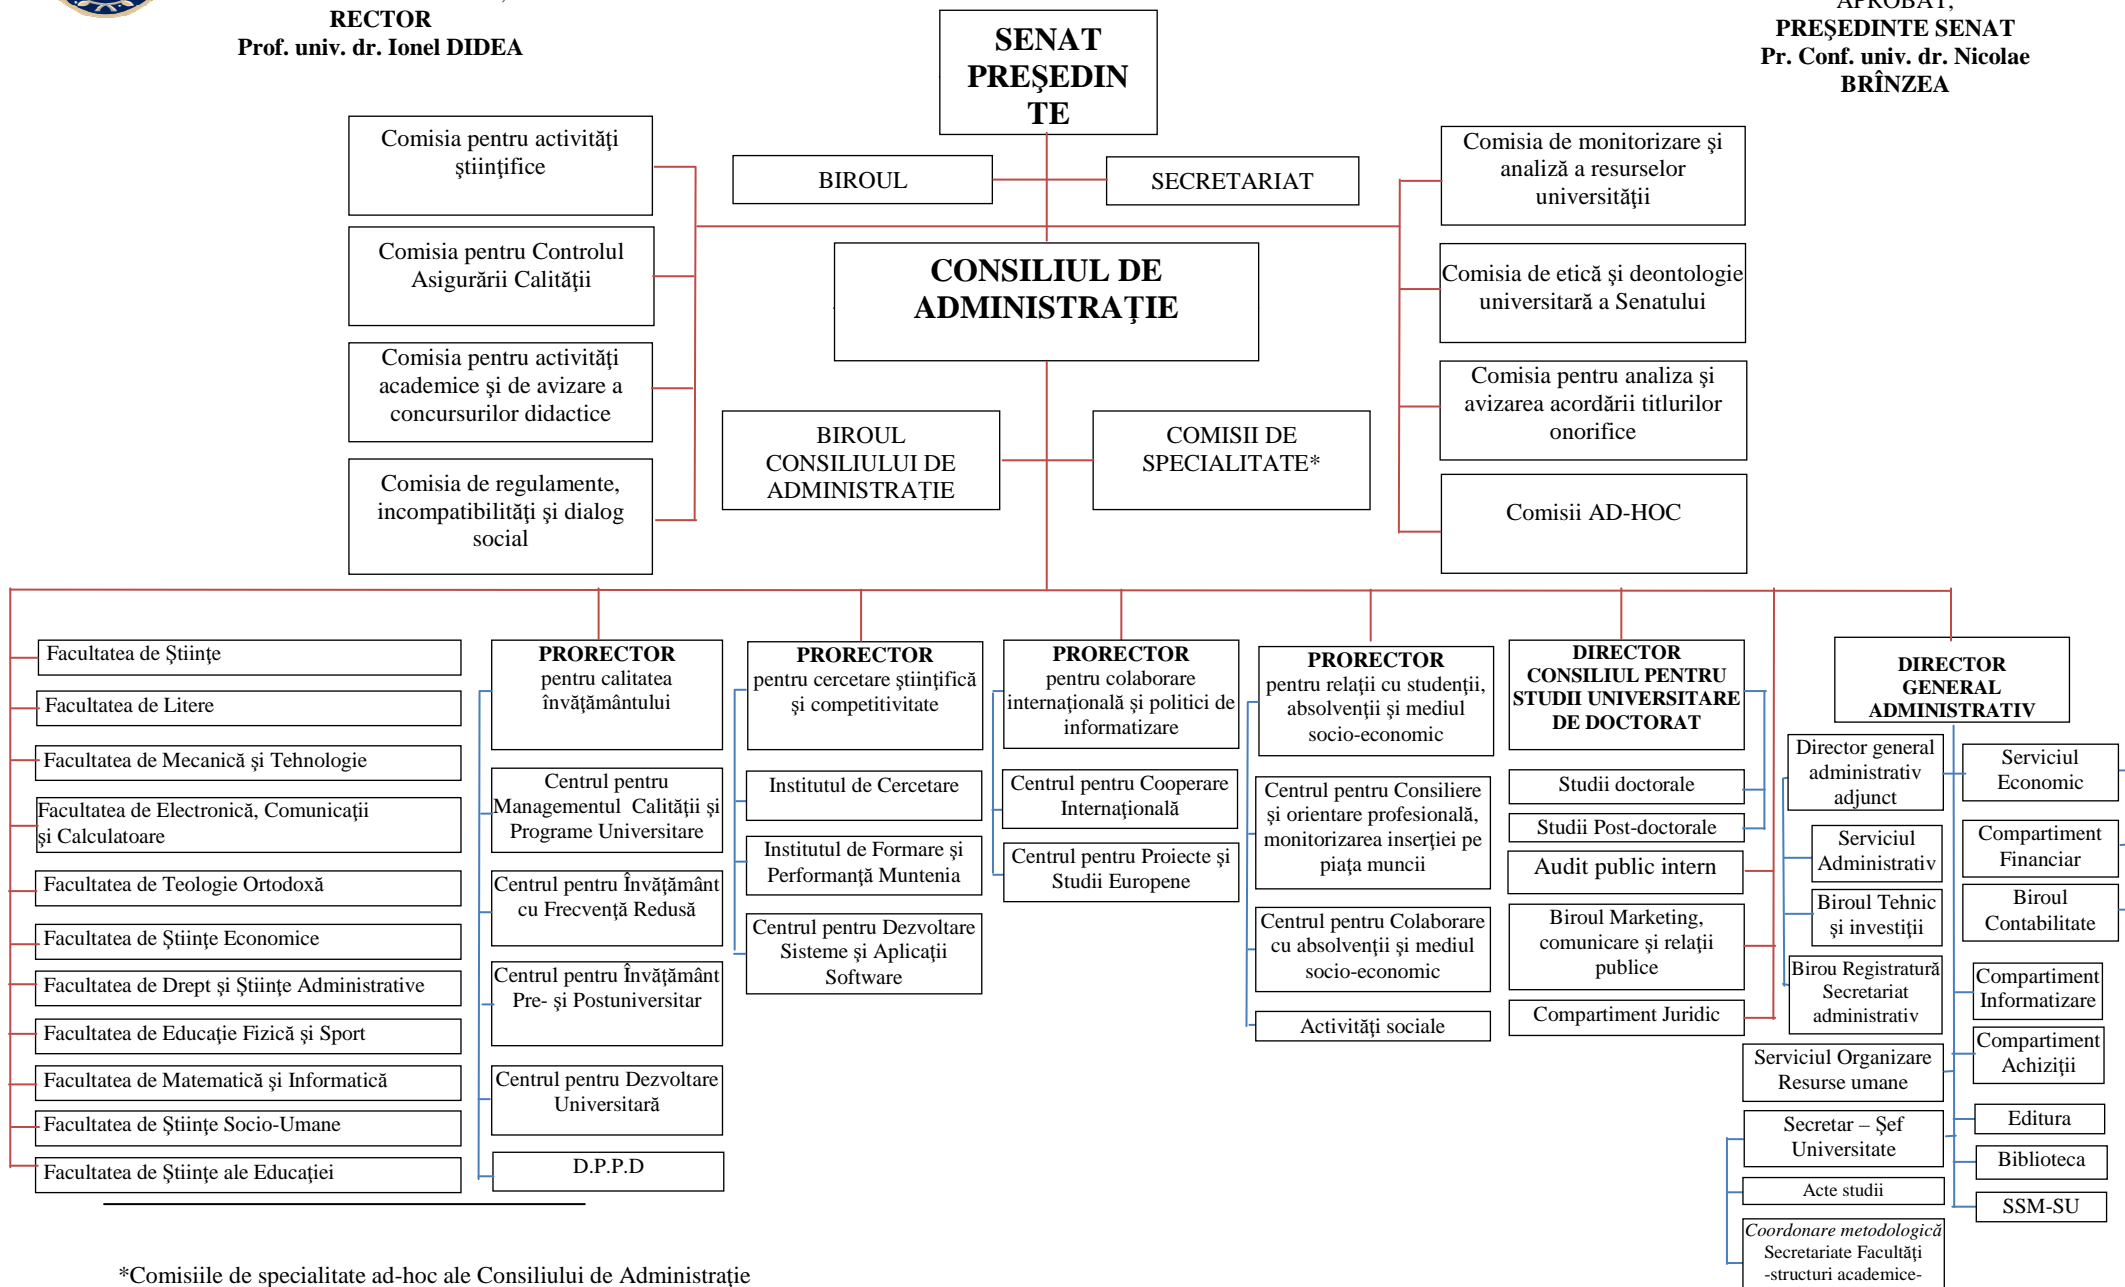 RECTOR
Prof. univ. dr. Ionel DIDEA
APROBAT,
PREŞEDINTE SENAT
Pr. Conf. univ. dr. Nicolae
BRÎNZEA
SENAT
PREŞEDIN
TE
BIROUL
SECRETARIAT
Comisia pentru activităţi
ştiinţifice
Comisia pentru Controlul
Asigurării Calităţii
Comisia pentru activităţi
academice şi de avizare a
concursurilor didactice
Comisia de regulamente,
incompatibilităţi şi dialog
social
Comisia de monitorizare şi
analiză a resurselor
universităţii
Comisia de etică şi deontologie
universitară a Senatului
Comisia pentru analiza şi
avizarea acordării titlurilor
onorifice
Comisii AD-HOC
CONSILIUL DE
ADMINISTRAŢIE
BIROUL
CONSILIULUI DE
ADMINISTRAŢIE
COMISII DE
SPECIALITATE*
Facultatea de Ştiinţe
Facultatea de Litere
Facultatea de Mecanică şi Tehnologie
Facultatea de Electronică, Comunicaţii
şi Calculatoare
Facultatea de Teologie Ortodoxă
Facultatea de Ştiinţe Economice
Facultatea de Drept şi Ştiinţe Administrative
Facultatea de Educaţie Fizică şi Sport
Facultatea de Matematică şi Informatică
Facultatea de Ştiinţe Socio-Umane
Facultatea de Ştiinţe ale Educaţiei
PRORECTOR
pentru calitatea
învăţământului
Centrul pentru
Managementul Calităţii şi
Programe Universitare
Centrul pentru Învăţământ
cu Frecvenţă Redusă
Centrul pentru Învăţământ
Pre- şi Postuniversitar
Centrul pentru Dezvoltare
Universitară
D.P.P.D
PRORECTOR
pentru cercetare ştiinţifică
şi competitivitate
Institutul de Cercetare
Institutul de Formare şi
Performanţă Muntenia
Centrul pentru Dezvoltare
Sisteme şi Aplicaţii
Software
PRORECTOR
pentru colaborare
internaţională şi politici de
informatizare
Centrul pentru Cooperare
Internaţională
Centrul pentru Proiecte şi
Studii Europene
PRORECTOR
pentru relaţii cu studenţii,
absolvenţii şi mediul
socio-economic
Centrul pentru Consiliere
şi orientare profesională,
monitorizarea inserţiei pe
piaţa muncii
Centrul pentru Colaborare
cu absolvenţii şi mediul
socio-economic
Activităţi sociale
DIRECTOR
CONSILIUL PENTRU
STUDII UNIVERSITARE
DE DOCTORAT
Studii doctorale
Studii Post-doctorale
Audit public intern
Biroul Marketing,
comunicare şi relaţii
publice
Compartiment Juridic
DIRECTOR
GENERAL
ADMINISTRATIV
Director general
administrativ
adjunct
Serviciul
Administrativ
Biroul Tehnic
şi investiţii
Birou Registratură
Secretariat
administrativ
Serviciul Organizare
Resurse umane
Secretar – Şef
Universitate
Acte studii
Coordonare metodologică
Secretariate Facultăţi
-structuri academice-
Serviciul
Economic
Compartiment
Financiar
Biroul
Contabilitate
Compartiment
Informatizare
Compartiment
Achiziţii
Editura
Biblioteca
SSM-SU
*Comisiile de specialitate ad-hoc ale Consiliului de Administraţie